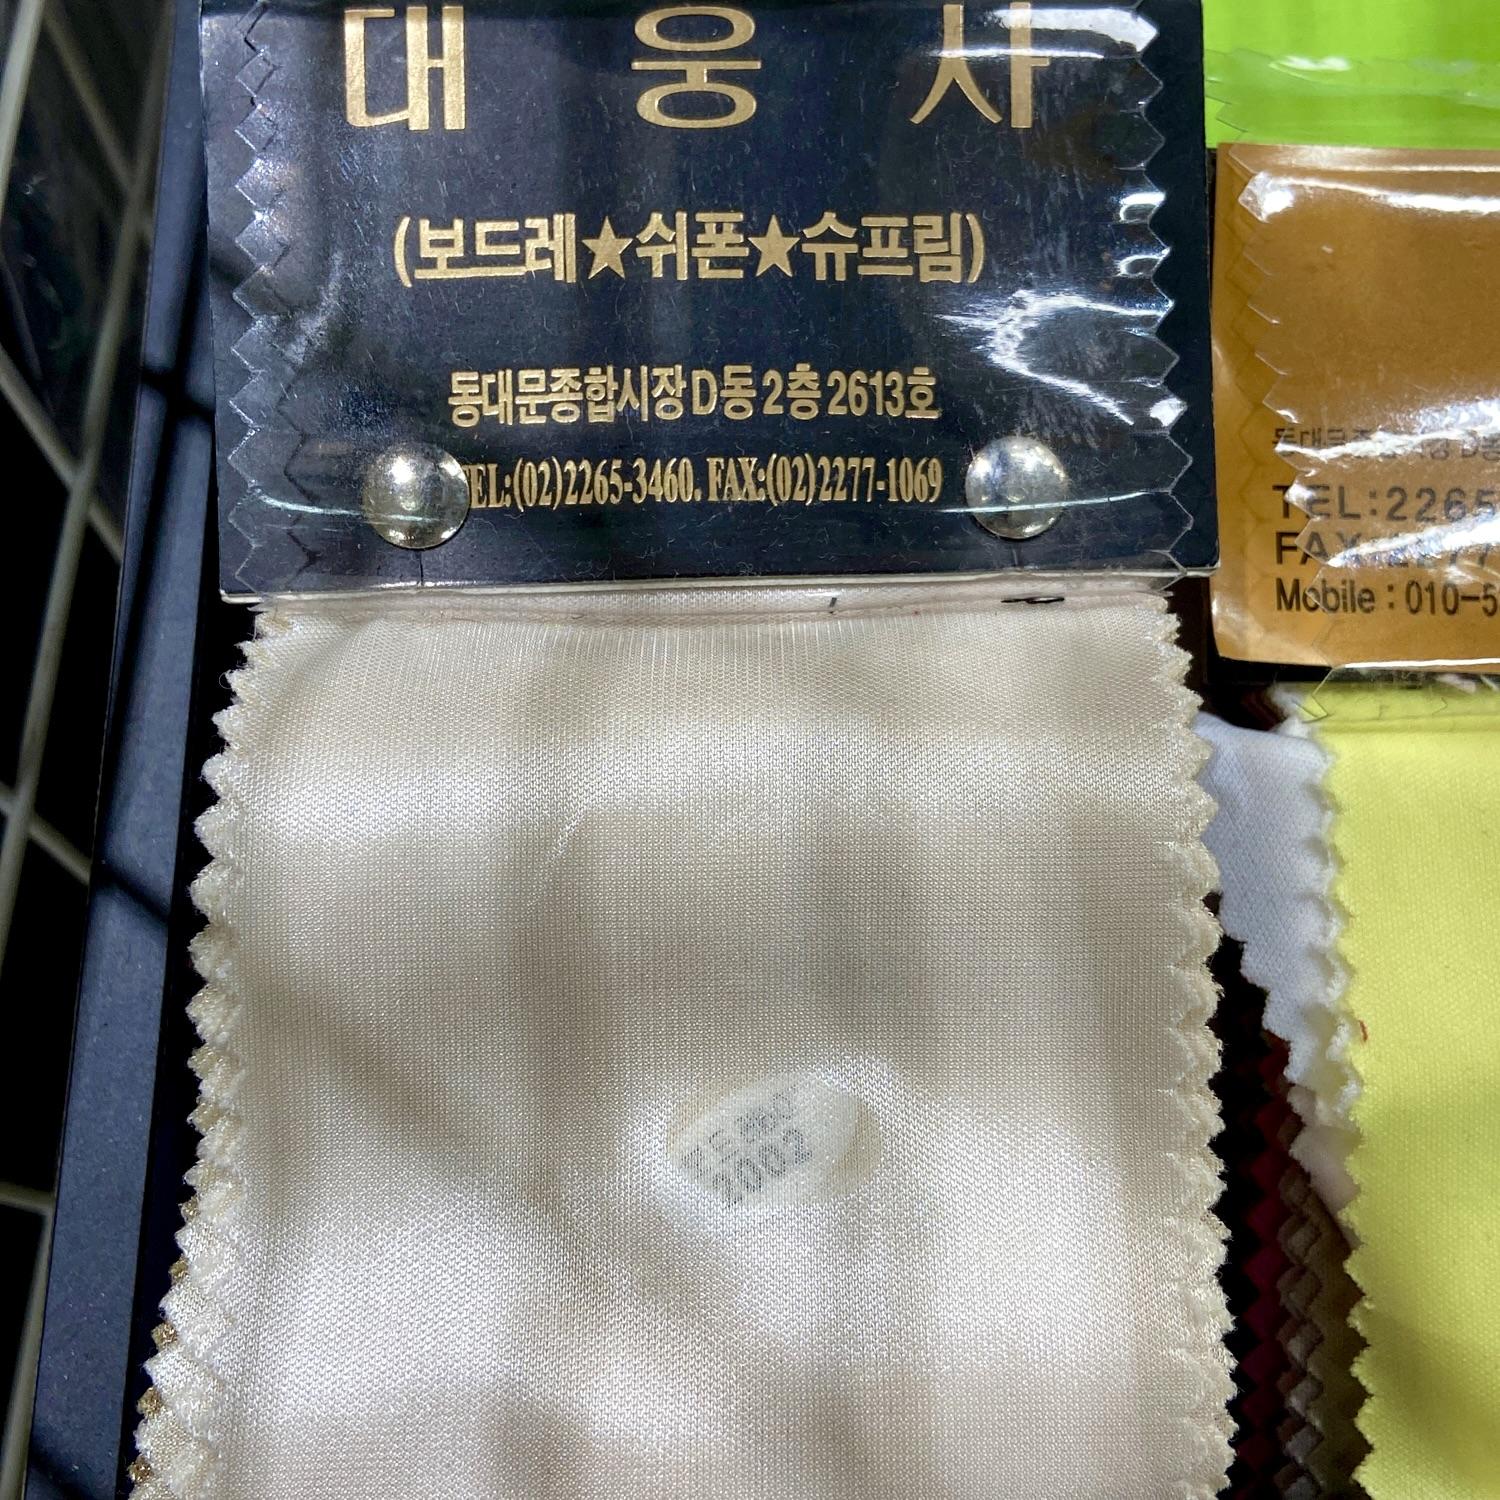 대웅사
(보드레★쉬폰★슈프림)
동대문종합시장 D동 2층 2613호
TEL:(02)2265-3460. FAX:(02)2277-1069
TEL:2265
Mobile : 010-5